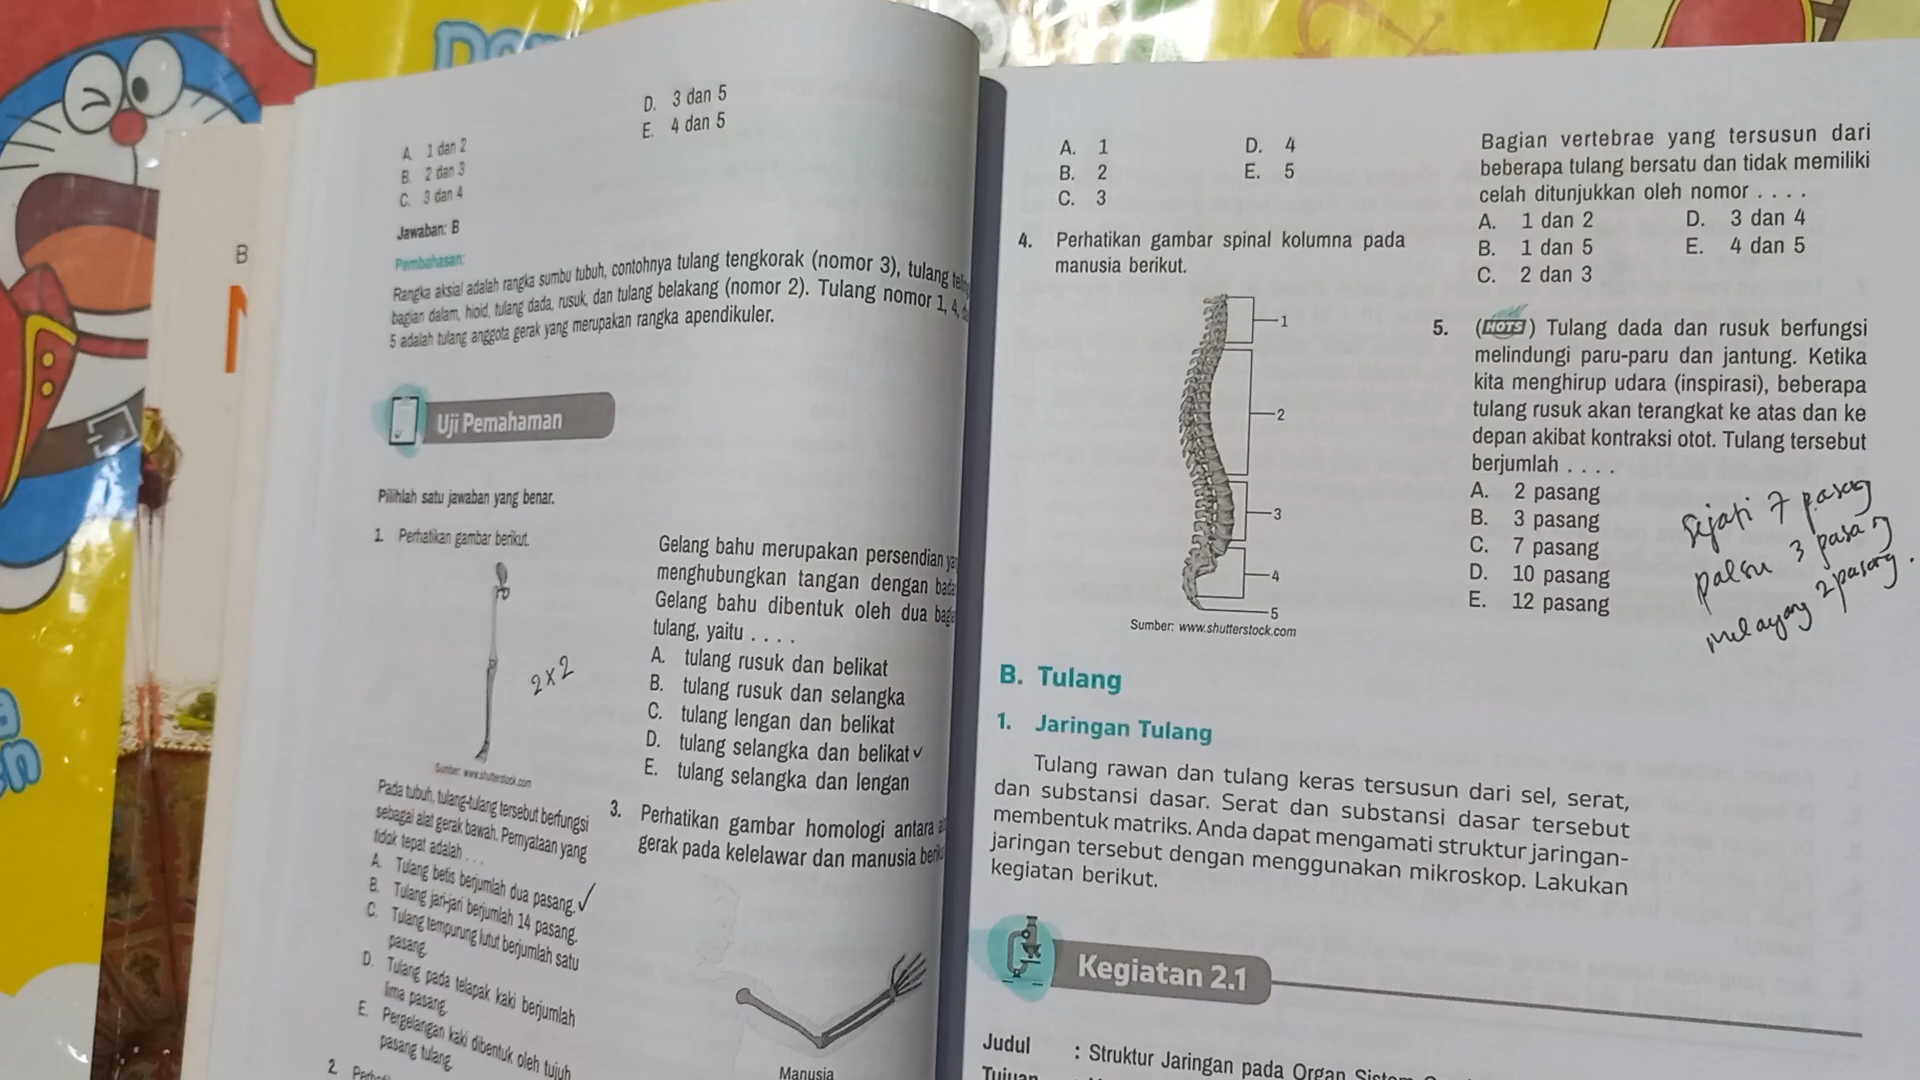 D. 3 dan 5
E. 4 dan 5
A. 1 dan 2
B. 2 dan 3
C. 3 dan 4
Jawaban: B
Pembahasan:
Rangka aksial adalah rangka sumbu tubuh, contohnya tulang tengkorak (nomor 3), tulang
bagian dalam, hioid, tulang dada, rusuk, dan tulang belakang (nomor 2). Tulang nomor 1, 4,
5 adalah tulang anggota gerak yang merupakan rangka apendikuler.
B
Uji Pemahaman
Pilihlah satu jawaban yang benar.
1. Perhatikan gambar berikut.
2x2
Sumber: www.shutterstock.com
Pada tubuh, tulang-tulang tersebut berfungsi
sebagai alat gerak bawah. Pernyataan yang
tidak tepat adalah . . .
A. Tulang betis berjumlah dua pasang. ✓
B. Tulang jari-jari berjumlah 14 pasang.
C. Tulang tempurung lutut berjumlah satu
pasang.
D. Tulang pada telapak kaki berjumlah
lima pasang.
E. Pergelangan kaki dibentuk oleh tujuh
pasang tulang.
2.
Gelang bahu merupakan persendian
menghubungkan tangan dengan
Gelang bahu dibentuk oleh dua
tulang, yaitu . . . .
A. tulang rusuk dan belikat
B. tulang rusuk dan selangka
C. tulang lengan dan belikat
D. tulang selangka dan belikat ✓
E. tulang selangka dan lengan
3. Perhatikan gambar homologi antara
gerak pada kelelawar dan manusia
Manusia
A. 1
B. 2
C. 3
D. 4
E. 5
4. Perhatikan gambar spinal kolumna pada
manusia berikut.
1
2
3
4
5
Sumber: www.shutterstock.com
Bagian vertebrae yang tersusun dari
beberapa tulang bersatu dan tidak memiliki
celah ditunjukkan oleh nomor . . . .
A. 1 dan 2
B. 1 dan 5
C. 2 dan 3
D. 3 dan 4
E. 4 dan 5
5. (HOTS) Tulang dada dan rusuk berfungsi
melindungi paru-paru dan jantung. Ketika
kita menghirup udara (inspirasi), beberapa
tulang rusuk akan terangkat ke atas dan ke
depan akibat kontraksi otot. Tulang tersebut
berjumlah . . . .
A. 2 pasang
B. 3 pasang
C. 7 pasang
D. 10 pasang
E. 12 pasang
Sejati 7 pasang
palsu 3 pasang
melayang 2 pasang.
B. Tulang
1. Jaringan Tulang
Tulang rawan dan tulang keras tersusun dari sel, serat,
dan substansi dasar. Serat dan substansi dasar tersebut
membentuk matriks. Anda dapat mengamati struktur jaringan-
jaringan tersebut dengan menggunakan mikroskop. Lakukan
kegiatan berikut.
Kegiatan 2.1
Judul : Struktur Jaringan pada Organ
Tujuan